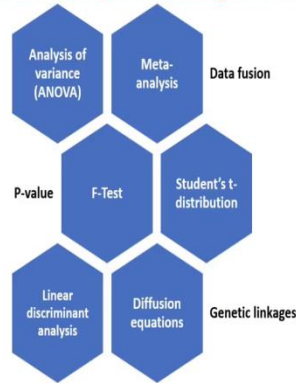 Analysis of
variance
(ANOVA)
Meta-
analysis
Data fusion
P-value
F-Test
Student's t-
distribution
Linear
discriminant
analysis
Diffusion
equations
Genetic linkages